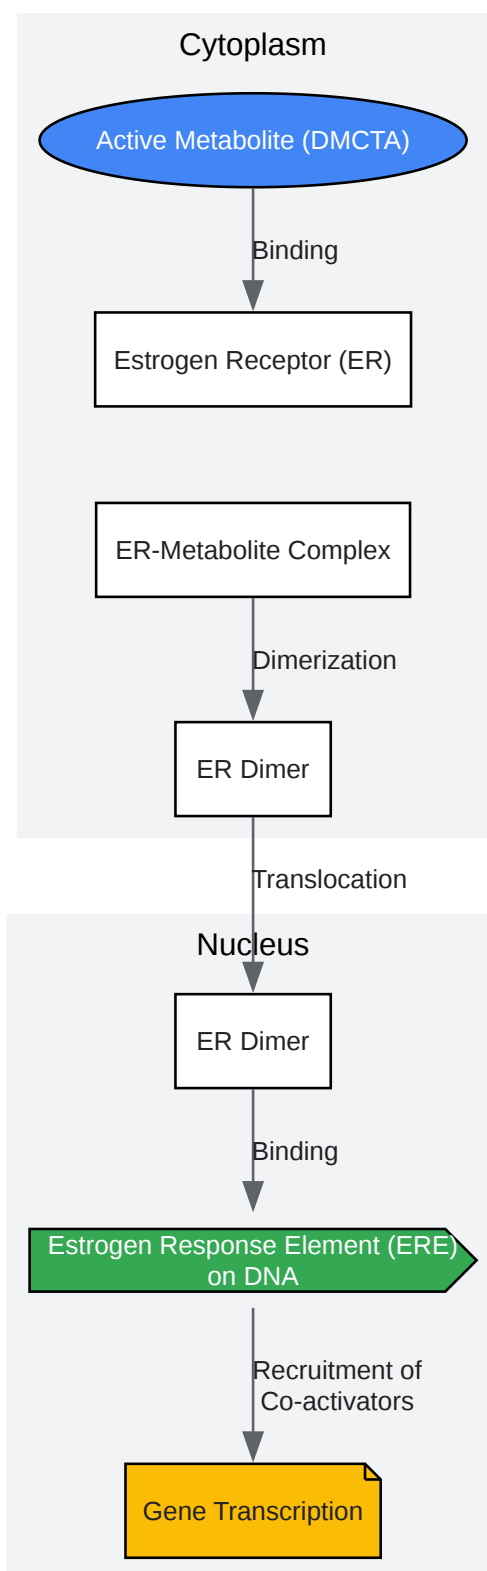 Cytoplasm
Active Metabolite (DMCTA)
Binding
Estrogen Receptor (ER)
ER-Metabolite Complex
Dimerization
ER Dimer
Translocation
Nucleus
ER Dimer
Binding
Estrogen Response Element (ERE)
on DNA
Recruitment of
Co-activators
Gene Transcription